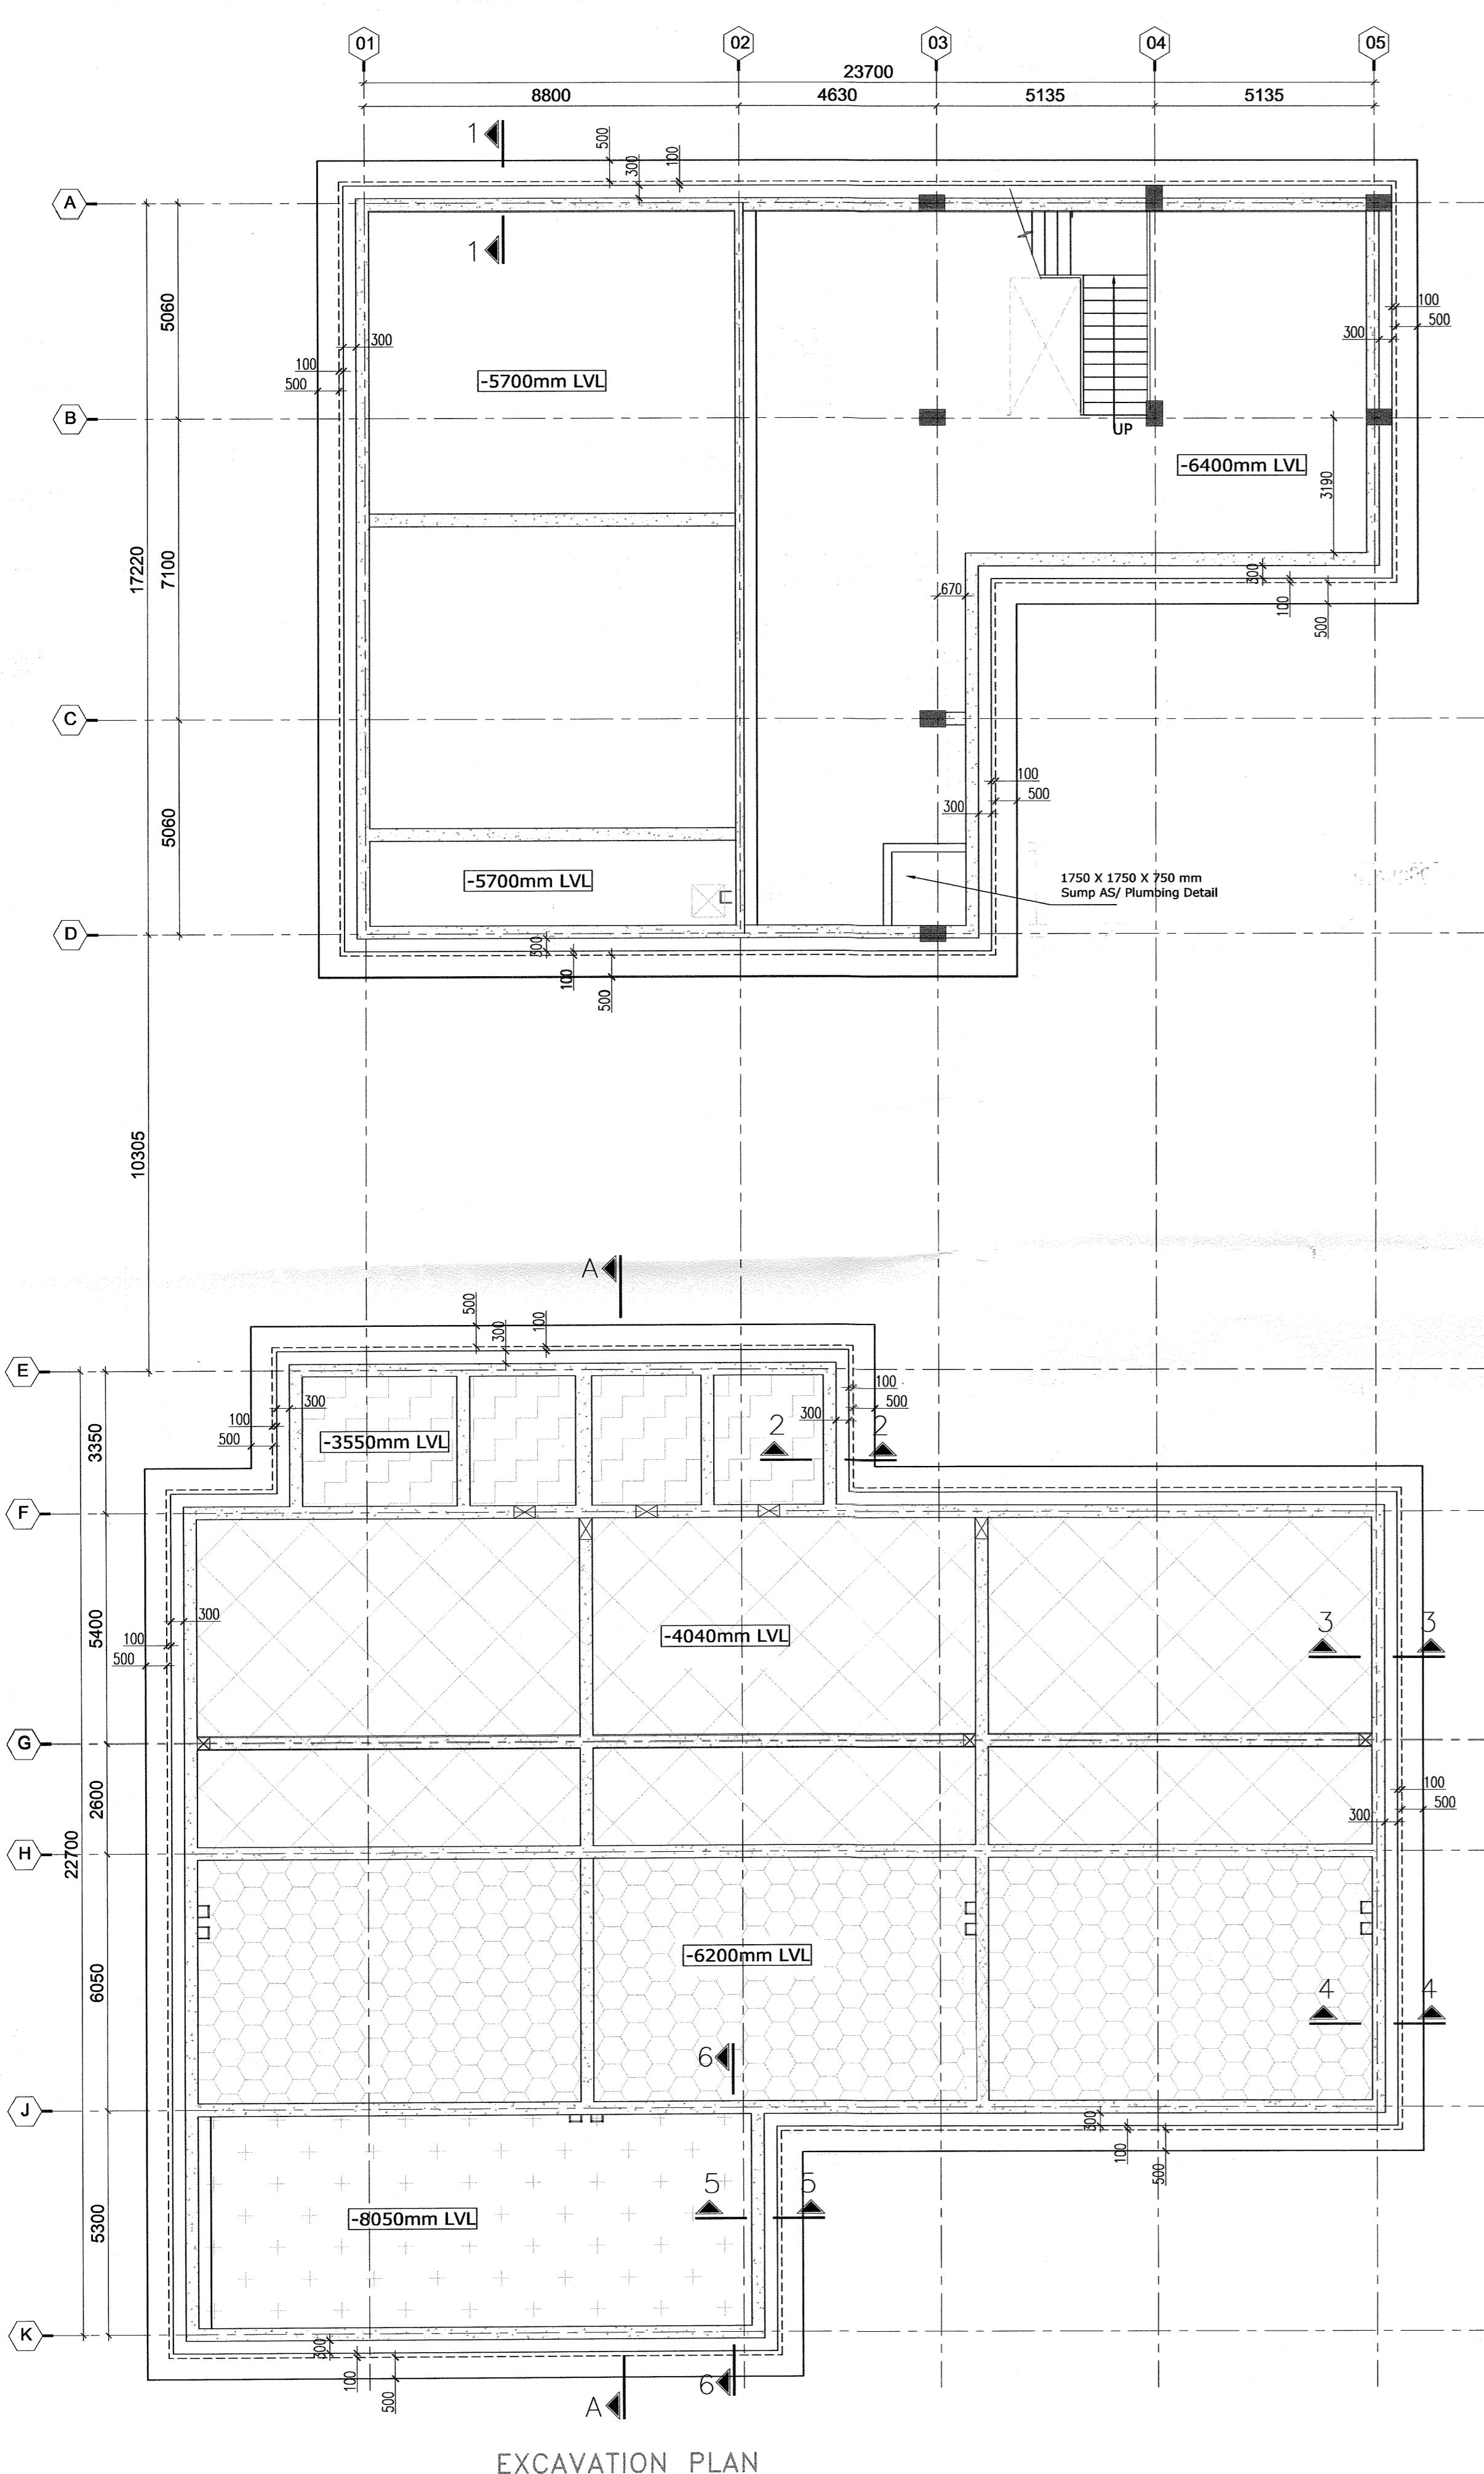 01 02 03 04 05
23700
8800 4630 5135 5135
1
500
300
100
A
1
5060
100
500
300
300
100
500
-5700mm LVL
B
UP
-6400mm LVL
3190
17220
7100
300
100
500
670
C
100
500
300
5060
1750 X 1750 X 750 mm
Sump AS/ Plumbing Detail
-5700mm LVL
D
300
100
500
10305
A
500
300
100
E
100
500
300
300
100
500
3350
-3550mm LVL
2 2
F
5400
300
100
500
-4040mm LVL
3 3
G
2600
100
500
300
H
22700
6050
-6200mm LVL
4 4
6
J
300
100
500
5 5
5300
-8050mm LVL
K
300
100
500
6
A
EXCAVATION PLAN